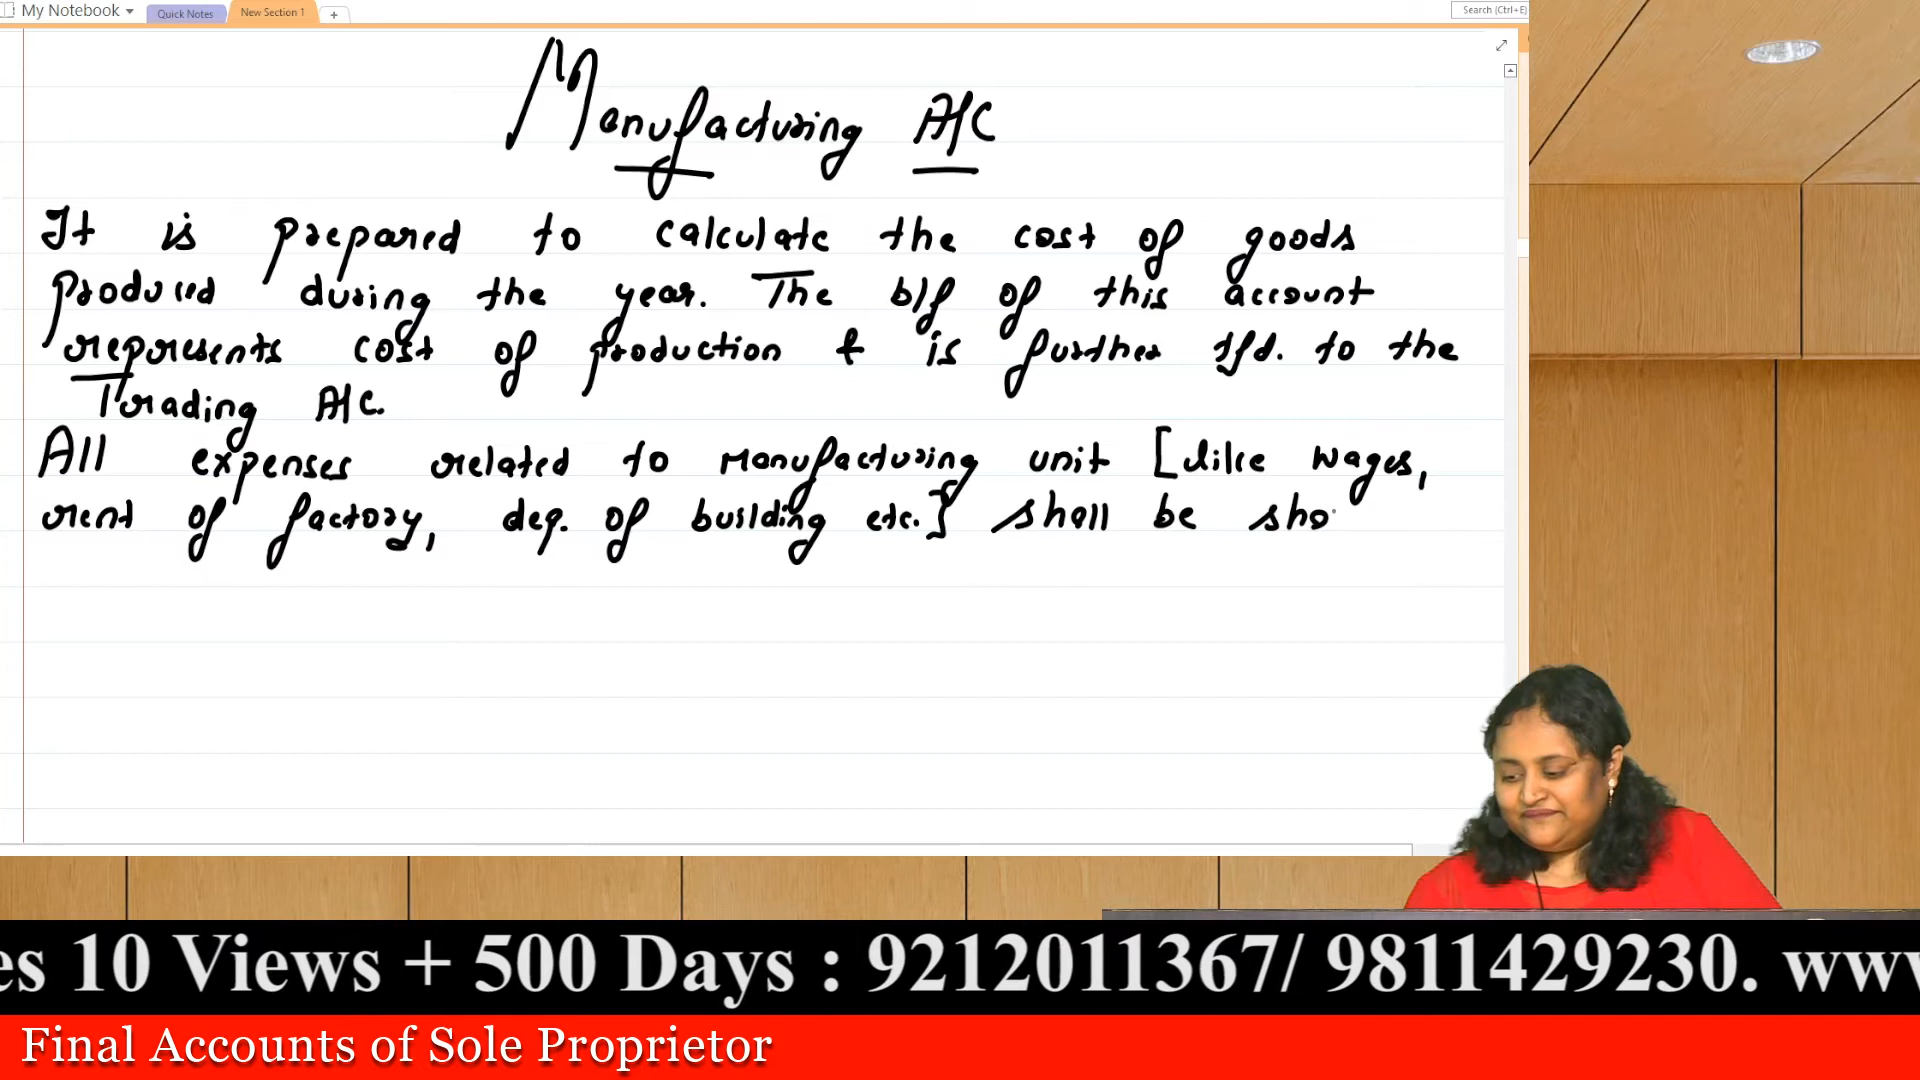 My Notebook
Quick Notes
New Section 1
+
Search (Ctrl+E)
Manufacturing A/C
It is prepared to calculate the cost of goods
produced during the year. The b/f of this account
represents cost of production & is further tfd. to the
Trading A/C.
All expenses related to manufacturing unit [like wages,
rent of factory, dep. of building etc.] shall be sho
es 10 Views + 500 Days : 9212011367/ 9811429230. www
Final Accounts of Sole Proprietor